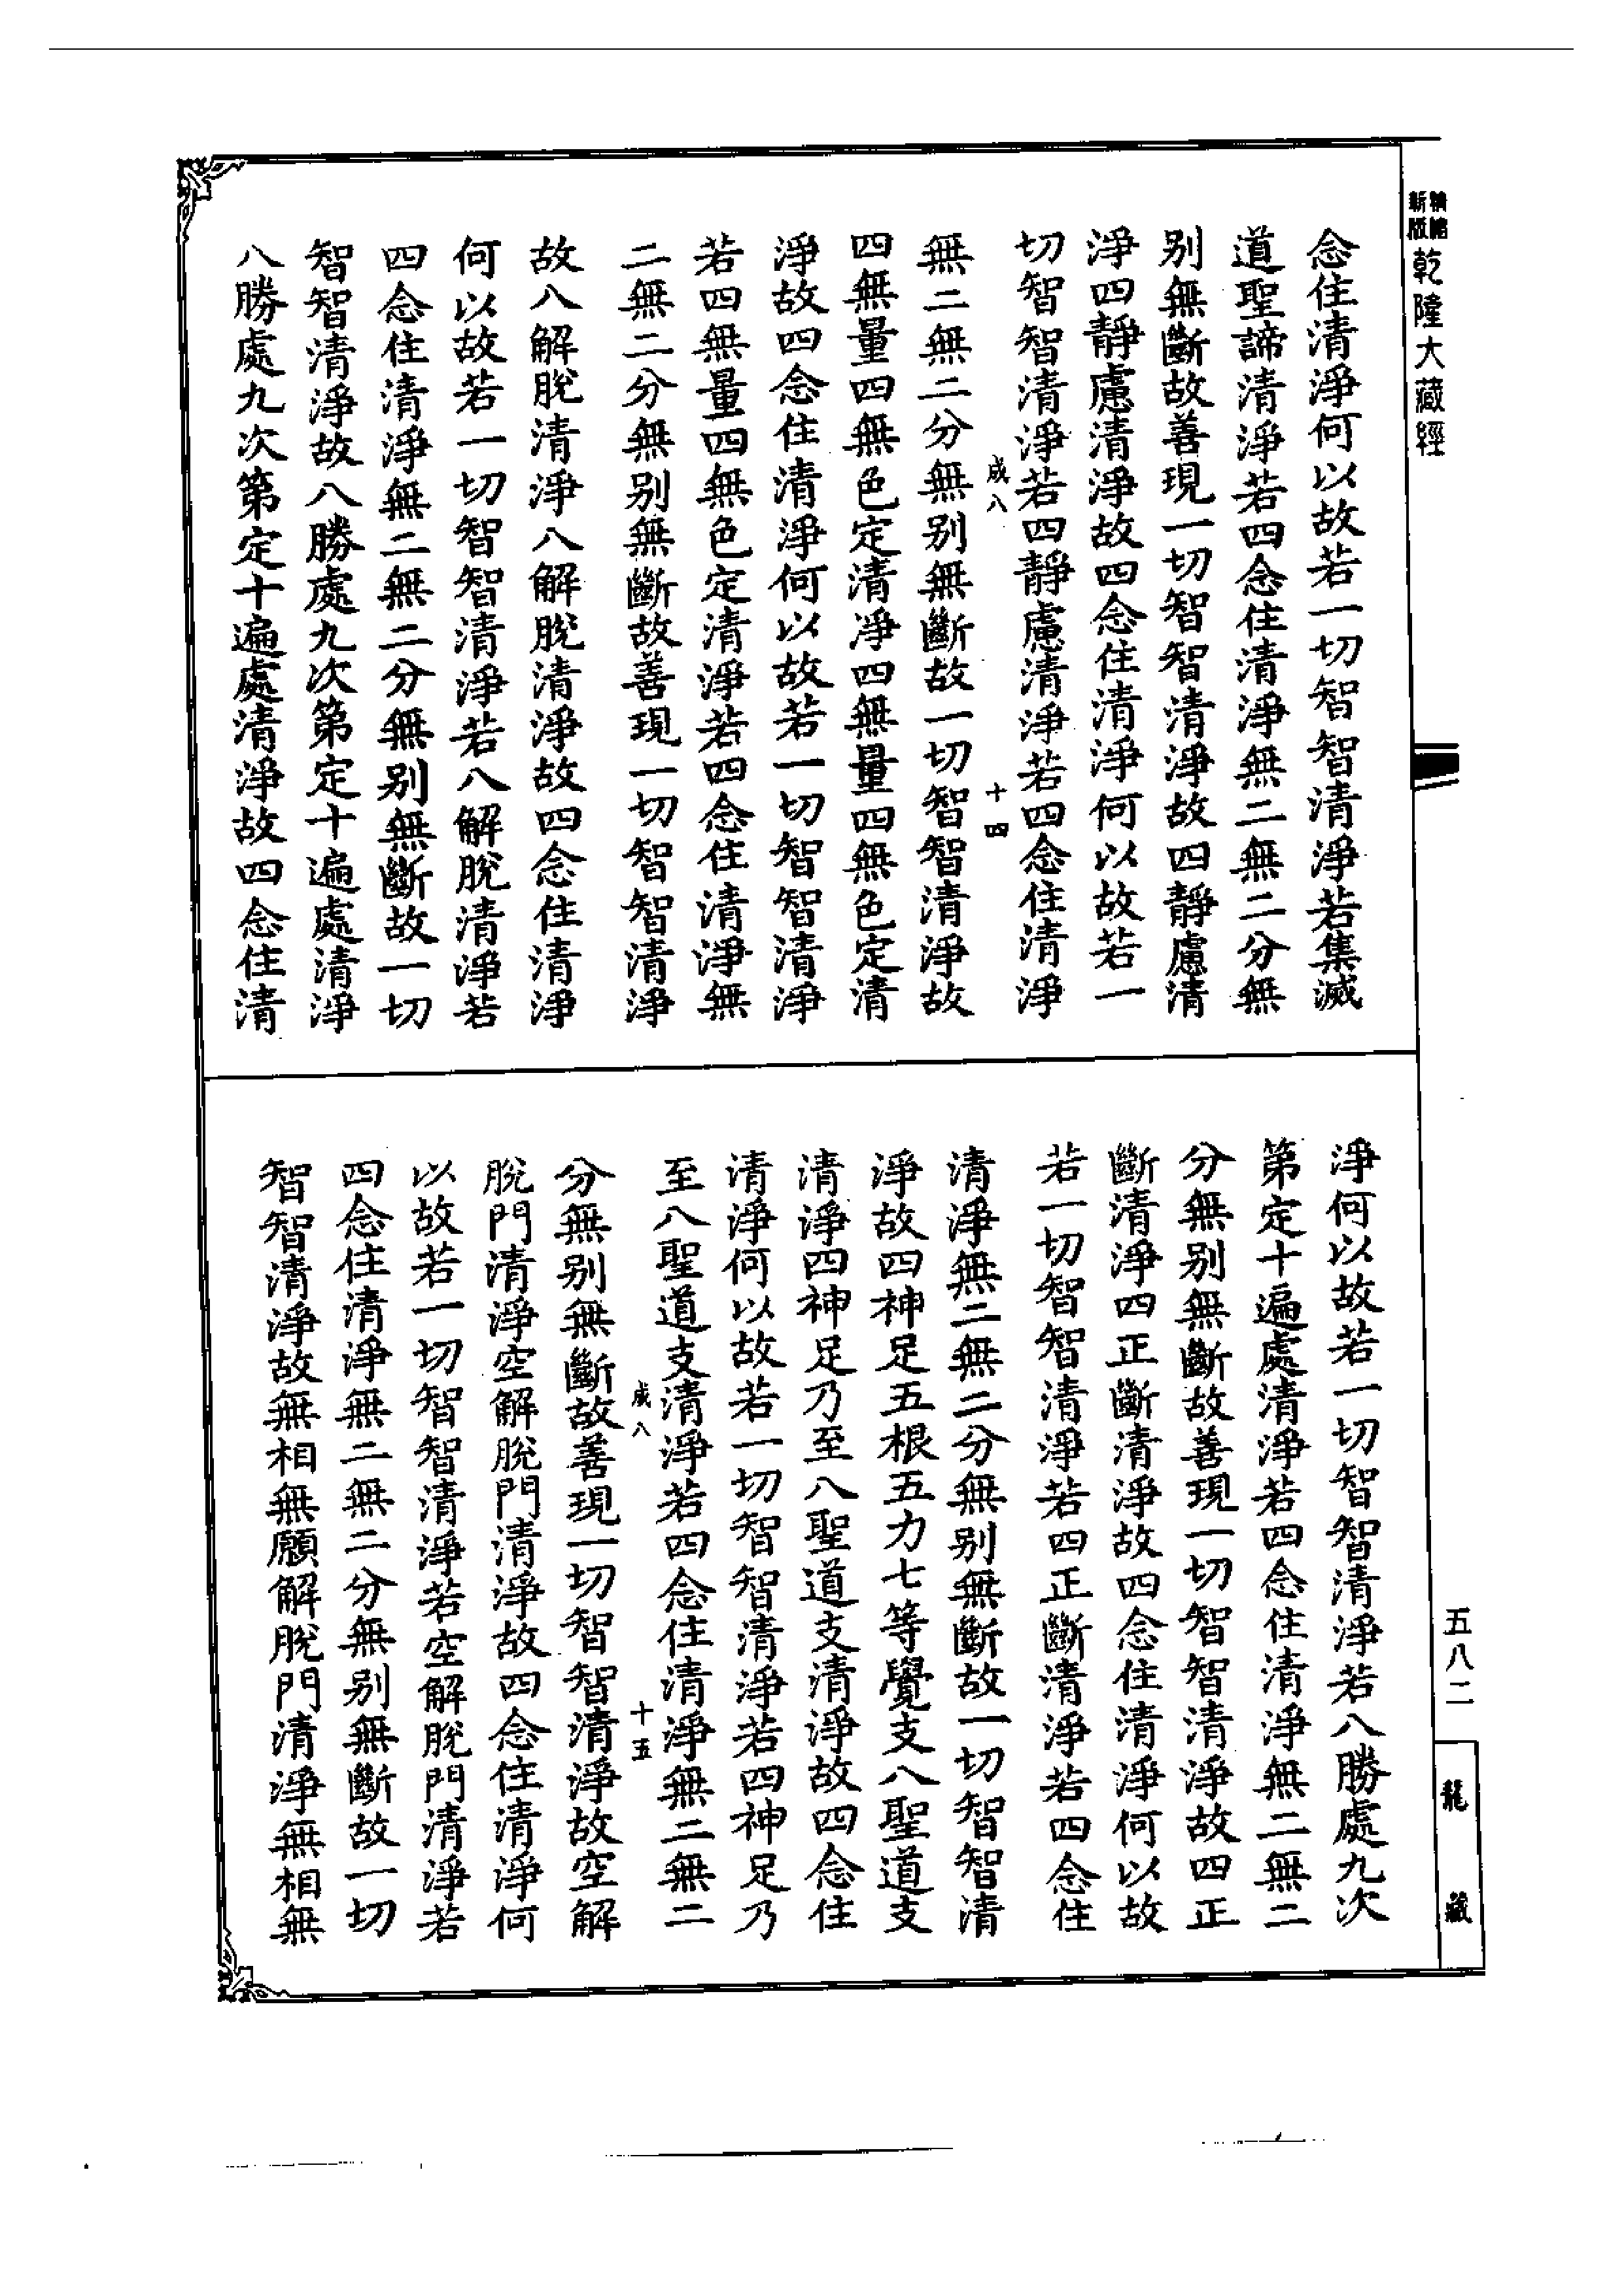 精縮新版
乾隆大藏經
念住清淨何以故若一切智智清淨若集滅
道聖諦清淨若四念住清淨無二無二分無
别無斷故善現一切智智清淨故四靜慮清
淨四靜慮清淨故四念住清淨何以故若一
切智智清淨若四靜慮清淨若四念住清淨
咸八 十四
無二無二分無别無斷故一切智智清淨故
四無量四無色定清淨四無量四無色定清
淨故四念住清淨何以故若一切智智清淨
若四無量四無色定清淨若四念住清淨無
二無二分無别無斷故善現一切智智清淨
故八解脫清淨八解脫清淨故四念住清淨
何以故若一切智智清淨若八解脫清淨若
四念住清淨無二無二分無别無斷故一切
智智清淨故八勝處九次第定十遍處清淨
八勝處九次第定十遍處清淨故四念住清
淨何以故若一切智智清淨若八勝處九次
第定十遍處清淨若四念住清淨無二無二
分無别無斷故善現一切智智清淨故四正
斷清淨四正斷清淨故四念住清淨何以故
若一切智智清淨若四正斷清淨若四念住
清淨無二無二分無别無斷故一切智智清
淨故四神足五根五力七等覺支八聖道支
清淨四神足乃至八聖道支清淨故四念住
清淨何以故若一切智智清淨若四神足乃
至八聖道支清淨若四念住清淨無二無二
咸八 十五
分無别無斷故善現一切智智清淨故空解
脫門清淨空解脫門清淨故四念住清淨何
以故若一切智智清淨若空解脫門清淨若
四念住清淨無二無二分無别無斷故一切
智智清淨故無相無願解脫門清淨無相無
五八二
龍藏